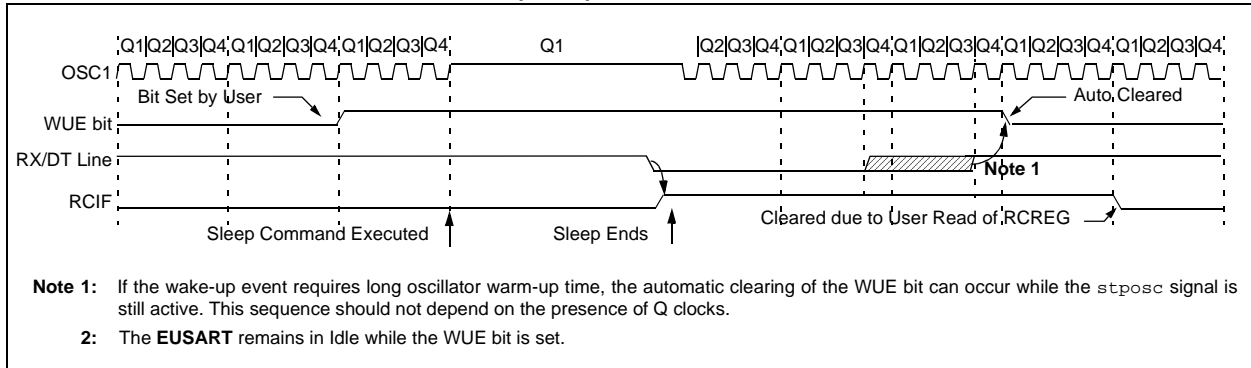 Q1|Q2|Q3|Q4|Q1|Q2|Q3|Q4|Q1|Q2|Q3|Q4 Q1 |Q2|Q3|Q4|Q1|Q2|Q3|Q4|Q1|Q2|Q3|Q4|Q1|Q2|Q3|Q4|Q1|Q2|Q3|Q4
OSC1
Bit Set by User Auto Cleared
WUE bit
RX/DT Line
Note 1
RCIF
Cleared due to User Read of RCREG
Sleep Command Executed Sleep Ends
Note 1: If the wake-up event requires long oscillator warm-up time, the automatic clearing of the WUE bit can occur while the stposc signal is
still active. This sequence should not depend on the presence of Q clocks.
2: The EUSART remains in Idle while the WUE bit is set.